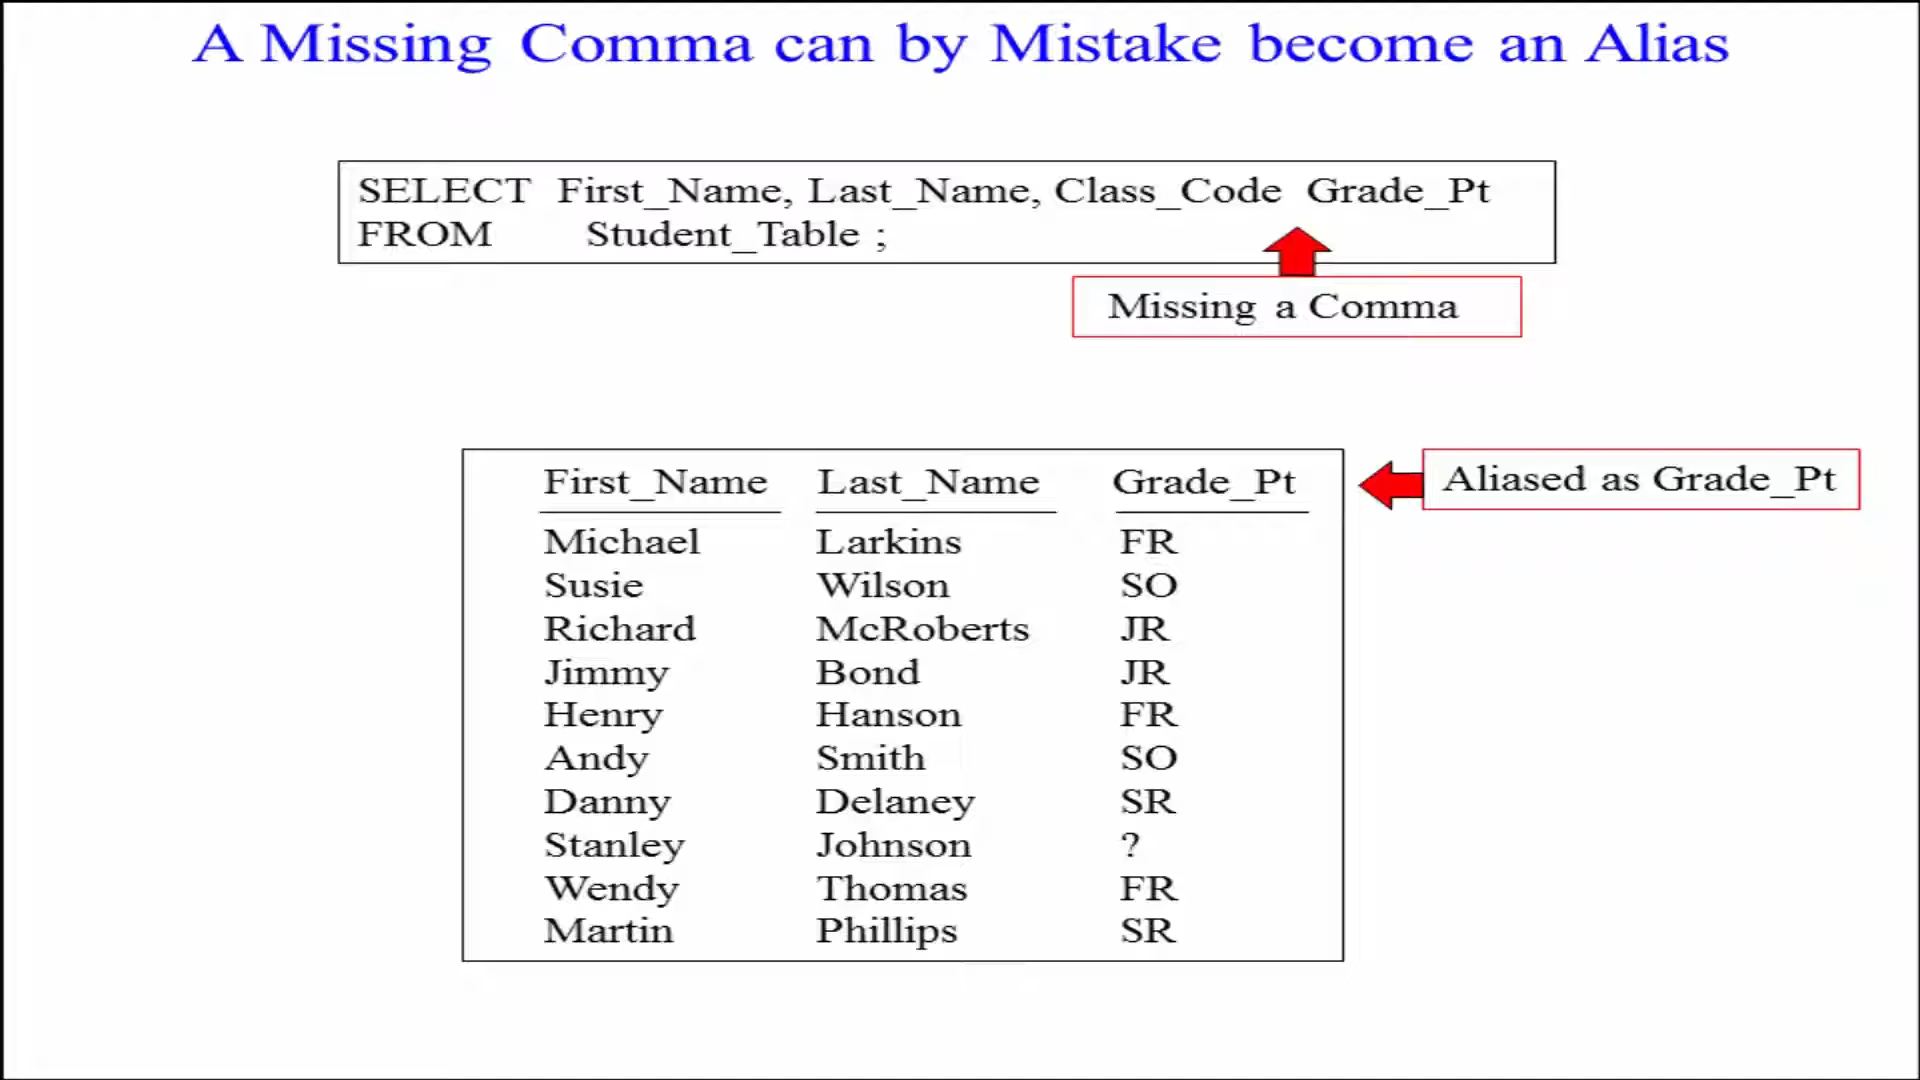 A Missing Comma can by Mistake become an Alias
SELECT First_Name, Last_Name, Class_Code Grade_Pt
FROM Student_Table ;
Missing a Comma
First_Name Last_Name Grade_Pt
Aliased as Grade_Pt
Michael Larkins FR
Susie Wilson SO
Richard McRoberts JR
Jimmy Bond JR
Henry Hanson FR
Andy Smith SO
Danny Delaney SR
Stanley Johnson ?
Wendy Thomas FR
Martin Phillips SR